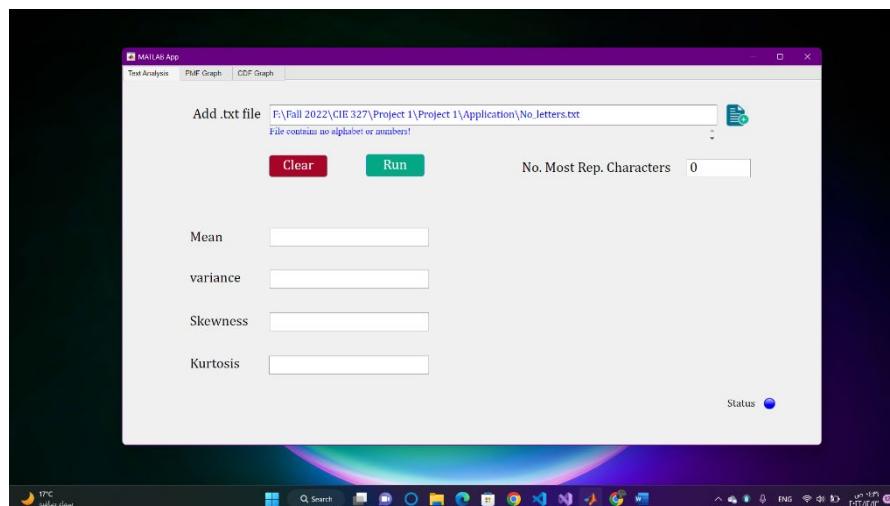 MATLAB App
Text Analysis PMF Graph CDF Graph
Add .txt file F:\Fall 2022\CIE 327\Project 1\Project 1\Application\No_letters.txt
File contains no alphabet or numbers!
Clear Run No. Most Rep. Characters 0
Mean
variance
Skewness
Kurtosis
Status
17°C
Search ENG